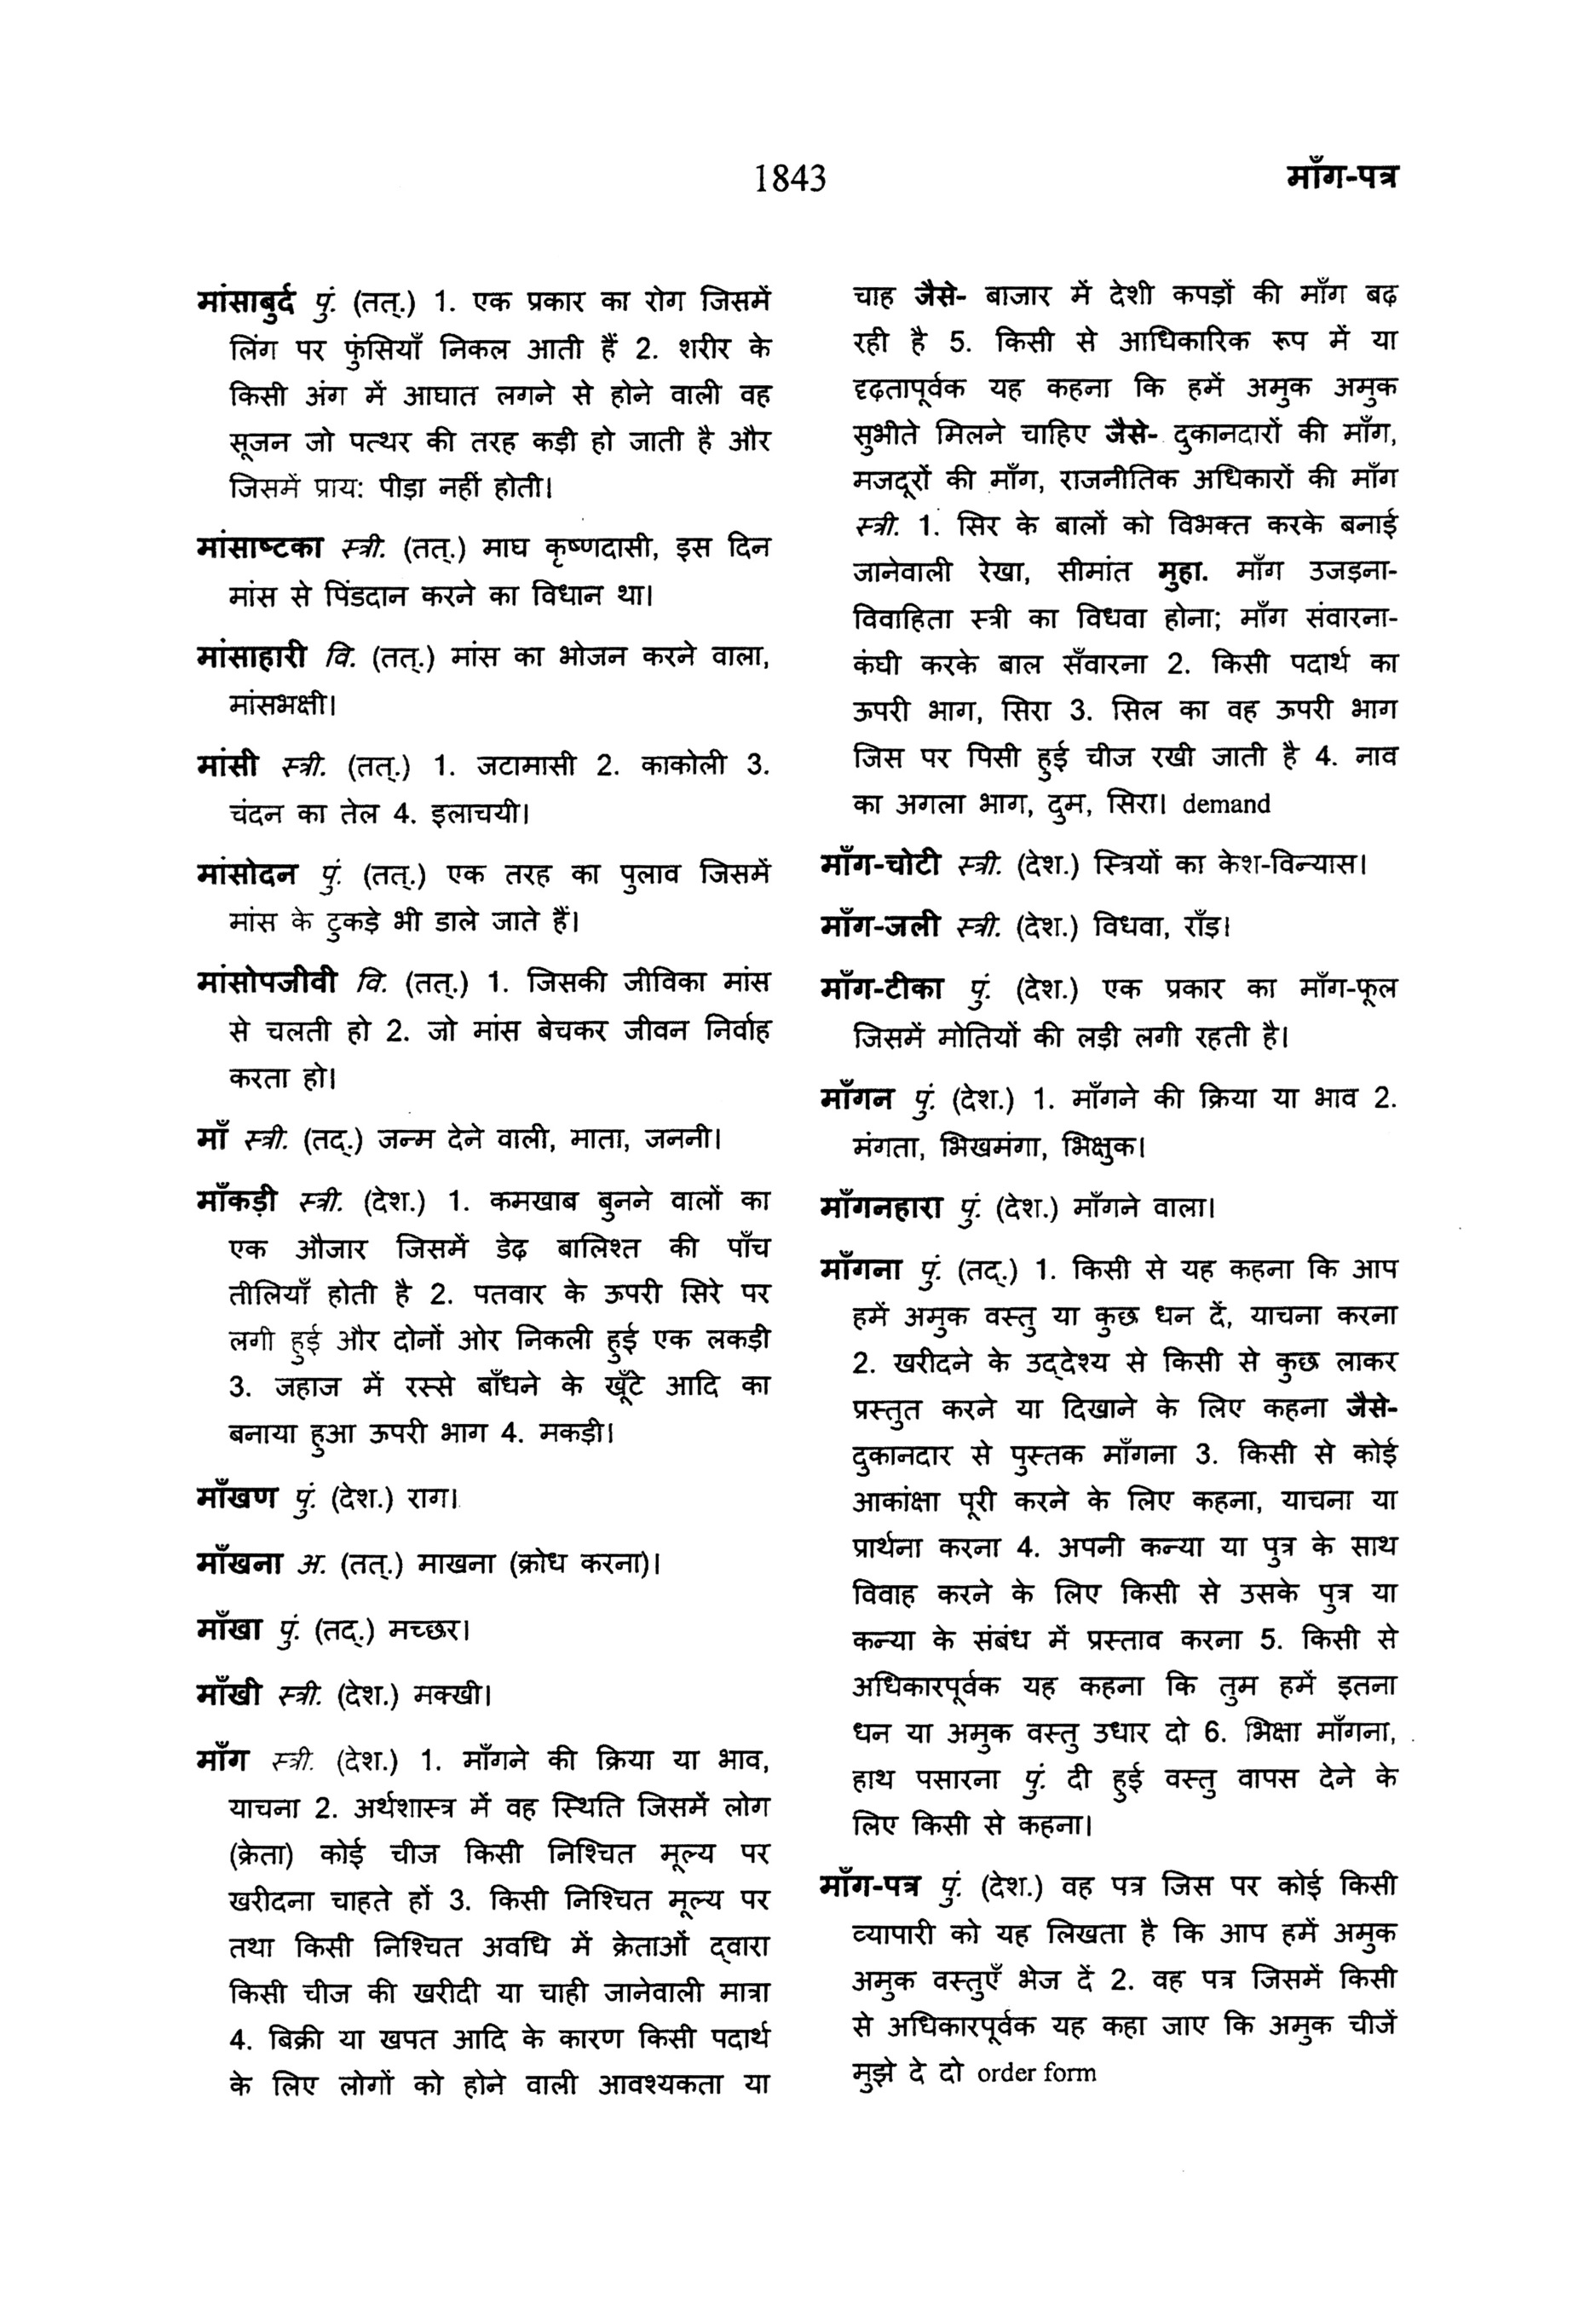 1843
माँग-पत्र
मांसाबुर्द पुं. (तत्.) 1. एक प्रकार का रोग जिसमें
लिंग पर फुंसियाँ निकल आती हैं 2. शरीर के
किसी अंग में आघात लगने से होने वाली वह
सूजन जो पत्थर की तरह कड़ी हो जाती है और
जिसमें प्राय: पीड़ा नहीं होती।
मांसाष्टका स्त्री. (तत्.) माघ कृष्णदासी, इस दिन
मांस से पिंडदान करने का विधान था।
मांसाहारी वि. (तत्.) मांस का भोजन करने वाला,
मांसभक्षी।
मांसी स्त्री. (तत्.) 1. जटामासी 2. काकोली 3.
चंदन का तेल 4. इलाचयी।
मांसोदन पुं. (तत्.) एक तरह का पुलाव जिसमें
मांस के टुकड़े भी डाले जाते हैं।
मांसोपजीवी वि. (तत्.) 1. जिसकी जीविका मांस
से चलती हो 2. जो मांस बेचकर जीवन निर्वाह
करता हो।
माँ स्त्री. (तद्.) जन्म देने वाली, माता, जननी।
माँकड़ी स्त्री. (देश.) 1. कमखाब बुनने वालों का
एक औजार जिसमें डेढ़ बालिश्त की पाँच
तीलियाँ होती है 2. पतवार के ऊपरी सिरे पर
लगी हुई और दोनों ओर निकली हुई एक लकड़ी
3. जहाज में रस्से बाँधने के खूँटे आदि का
बनाया हुआ ऊपरी भाग 4. मकड़ी।
माँखण पुं. (देश.) राग।
माँखना अ. (तत्.) माखना (क्रोध करना)।
माँखा पुं. (तद्.) मच्छर।
माँखी स्त्री. (देश.) मक्खी।
माँग स्त्री. (देश.) 1. माँगने की क्रिया या भाव,
याचना 2. अर्थशास्त्र में वह स्थिति जिसमें लोग
(क्रेता) कोई चीज किसी निश्चित मूल्य पर
खरीदना चाहते हों 3. किसी निश्चित मूल्य पर
तथा किसी निश्चित अवधि में क्रेताओं द्वारा
किसी चीज की खरीदी या चाही जानेवाली मात्रा
4. बिक्री या खपत आदि के कारण किसी पदार्थ
के लिए लोगों को होने वाली आवश्यकता या
चाह जैसे- बाजार में देशी कपड़ों की माँग बढ़
रही है 5. किसी से आधिकारिक रूप में या
दृढ़तापूर्वक यह कहना कि हमें अमुक अमुक
सुभीते मिलने चाहिए जैसे- दुकानदारों की माँग,
मजदूरों की माँग, राजनीतिक अधिकारों की माँग
स्त्री. 1. सिर के बालों को विभक्त करके बनाई
जानेवाली रेखा, सीमांत मुहा. माँग उजड़ना-
विवाहिता स्त्री का विधवा होना; माँग संवारना-
कंघी करके बाल सँवारना 2. किसी पदार्थ का
ऊपरी भाग, सिरा 3. सिल का वह ऊपरी भाग
जिस पर पिसी हुई चीज रखी जाती है 4. नाव
का अगला भाग, दुम, सिरा। demand
माँग-चोटी स्त्री. (देश.) स्त्रियों का केश-विन्यास।
माँग-जली स्त्री. (देश.) विधवा, राँड़।
माँग-टीका पुं. (देश.) एक प्रकार का माँग-फूल
जिसमें मोतियों की लड़ी लगी रहती है।
माँगन पुं. (देश.) 1. माँगने की क्रिया या भाव 2.
मंगता, भिखमंगा, भिक्षुक।
माँगनहारा पुं. (देश.) माँगने वाला।
माँगना पुं. (तद्.) 1. किसी से यह कहना कि आप
हमें अमुक वस्तु या कुछ धन दें, याचना करना
2. खरीदने के उद्देश्य से किसी से कुछ लाकर
प्रस्तुत करने या दिखाने के लिए कहना जैसे-
दुकानदार से पुस्तक माँगना 3. किसी से कोई
आकांक्षा पूरी करने के लिए कहना, याचना या
प्रार्थना करना 4. अपनी कन्या या पुत्र के साथ
विवाह करने के लिए किसी से उसके पुत्र या
कन्या के संबंध में प्रस्ताव करना 5. किसी से
अधिकारपूर्वक यह कहना कि तुम हमें इतना
धन या अमुक वस्तु उधार दो 6. भिक्षा माँगना,
हाथ पसारना पुं. दी हुई वस्तु वापस देने के
लिए किसी से कहना।
माँग-पत्र पुं. (देश.) वह पत्र जिस पर कोई किसी
व्यापारी को यह लिखता है कि आप हमें अमुक
अमुक वस्तुएँ भेज दें 2. वह पत्र जिसमें किसी
से अधिकारपूर्वक यह कहा जाए कि अमुक चीजें
मुझे दे दो order form